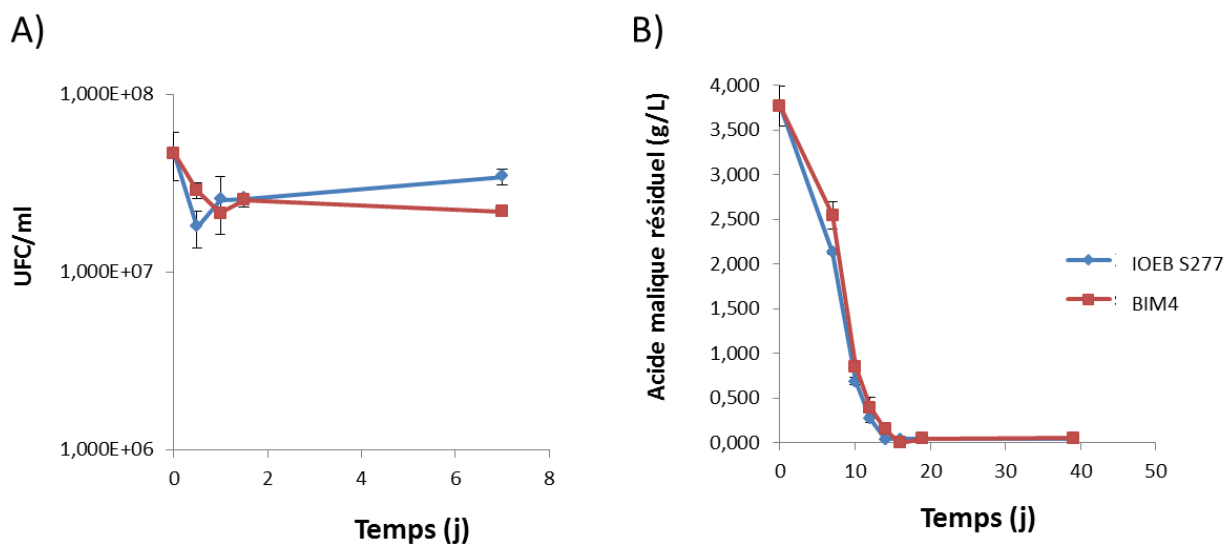 A)
UFC/ml
1,000E+08
1,000E+07
1,000E+06
0
2
4
6
8
Temps (j)
B)
Acide malique résiduel (g/L)
4,000
3,500
3,000
2,500
2,000
1,500
1,000
0,500
0,000
0
10
20
30
40
50
Temps (j)
IOEB S277
BIM4